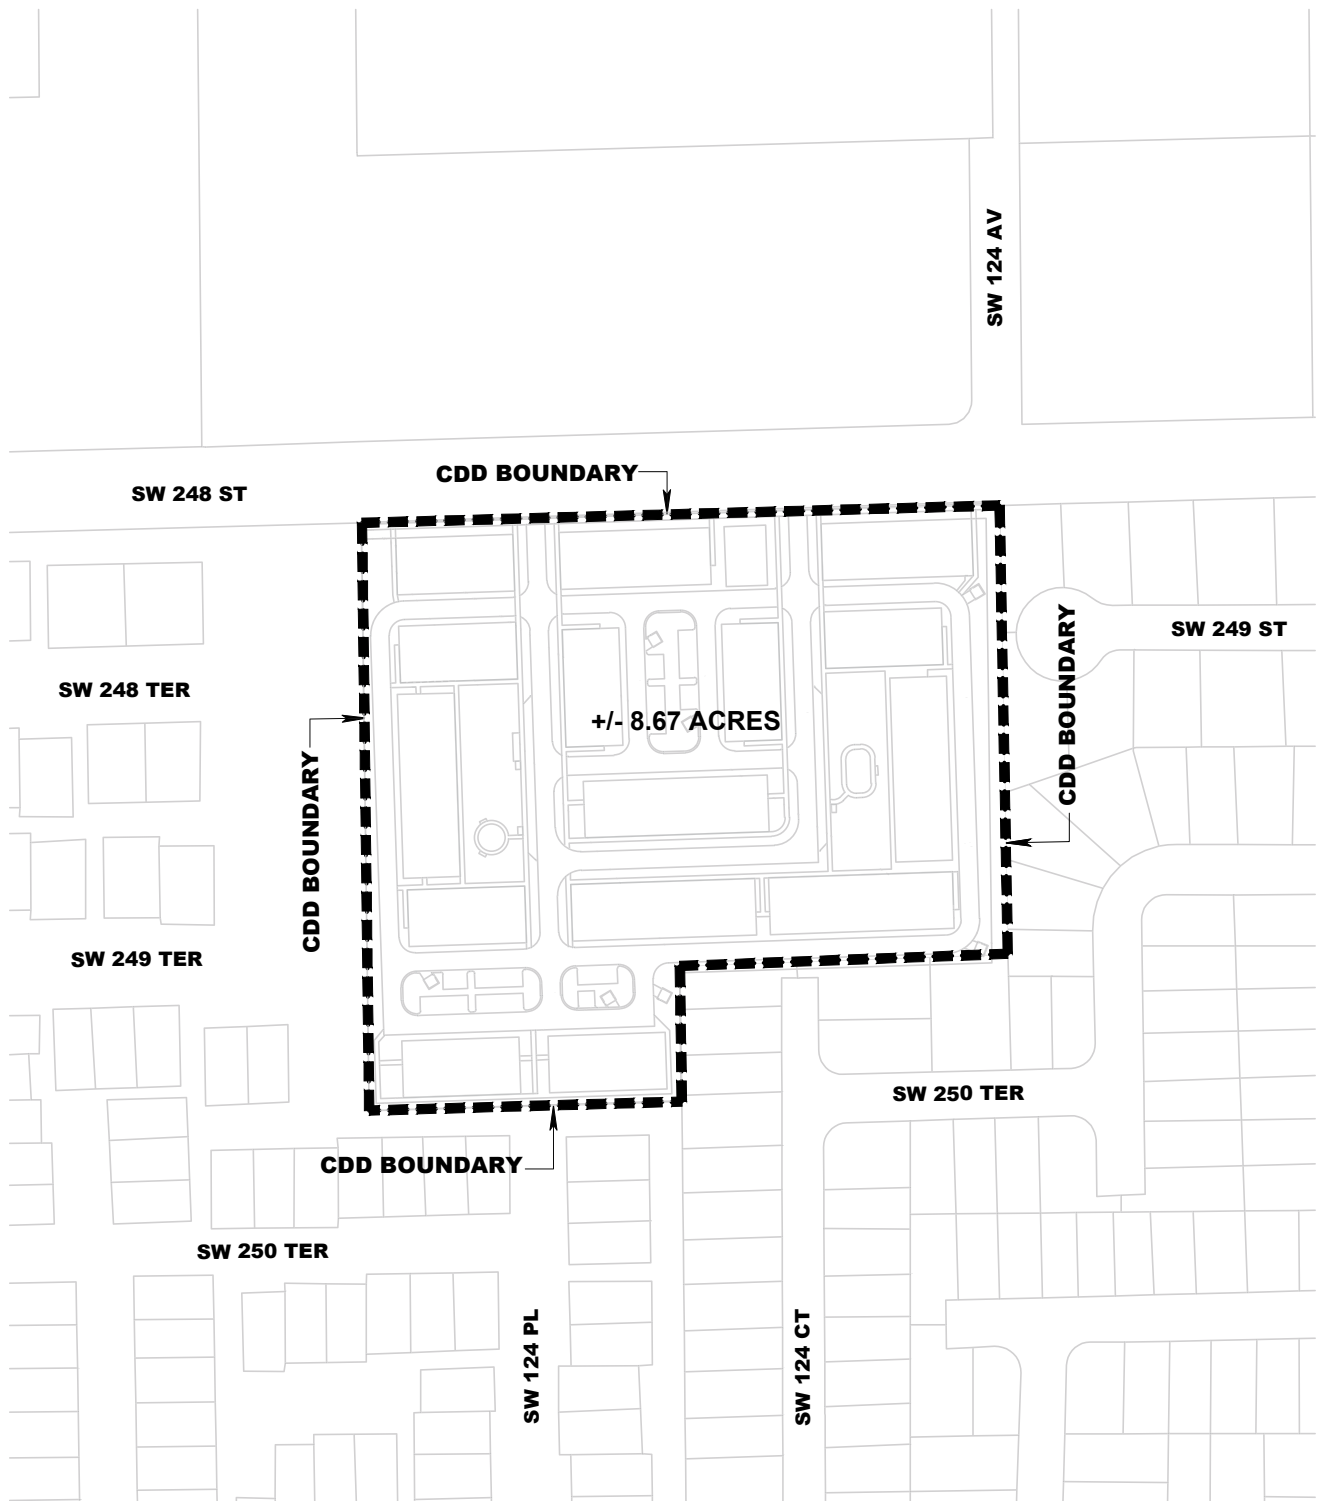 SW 124 AV
CDD BOUNDARY
SW 248 ST
CDD BOUNDARY
SW 249 ST
SW 248 TER
+/- 8.67 ACRES
CDD BOUNDARY
SW 249 TER
SW 250 TER
CDD BOUNDARY
SW 250 TER
SW 124 PL
SW 124 CT